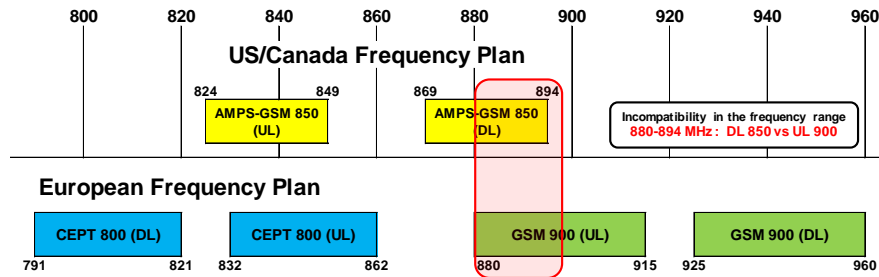 800 820 840 860 880 900 920 940 960
US/Canada Frequency Plan
824 849 869 894
AMPS-GSM 850
(UL)
AMPS-GSM 850
(DL)
Incompatibility in the frequency range
880-894 MHz : DL 850 vs UL 900
European Frequency Plan
CEPT 800 (DL) CEPT 800 (UL) GSM 900 (UL) GSM 900 (DL)
791 821 832 862 880 915 925 960